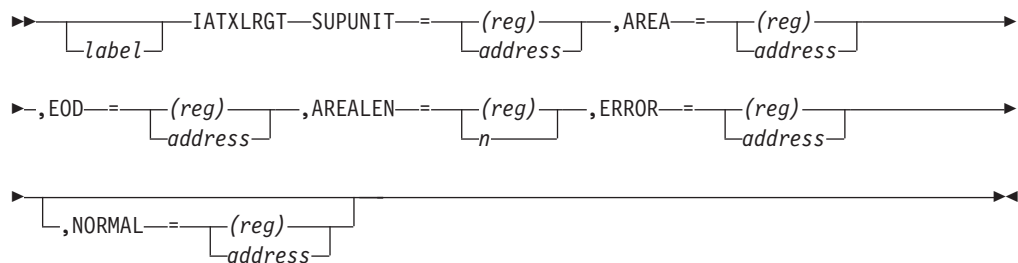 IATXLRGT SUPUNIT = (reg) ,AREA = (reg)
label address address
,EOD = (reg) ,AREALEN = (reg) ,ERROR = (reg)
address n address
,NORMAL = (reg)
address